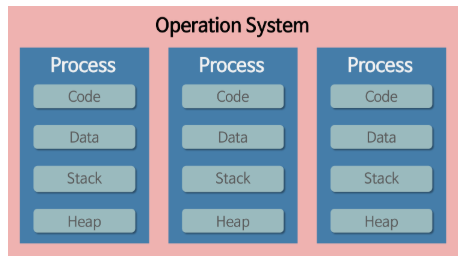 Operation System
Process
Code
Data
Stack
Heap
Process
Code
Data
Stack
Heap
Process
Code
Data
Stack
Heap